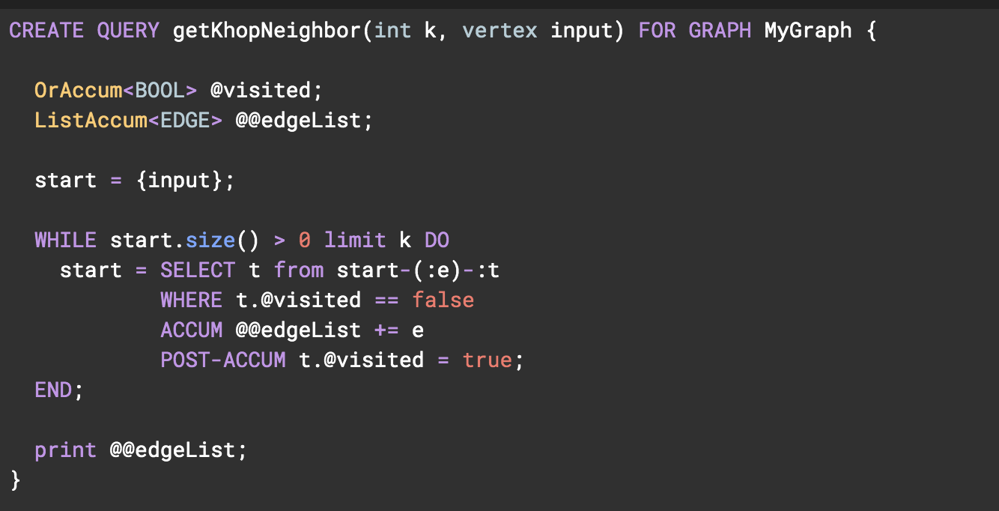 CREATE QUERY getKhopNeighbor(int k, vertex input) FOR GRAPH MyGraph {
OrAccum<BOOL> @visited;
ListAccum<EDGE> @@edgeList;
start = {input};
WHILE start.size() > 0 limit k DO
start = SELECT t from start-(:e)-:t
WHERE t.@visited == false
ACCUM @@edgeList += e
POST-ACCUM t.@visited = true;
END;
print @@edgeList;
}